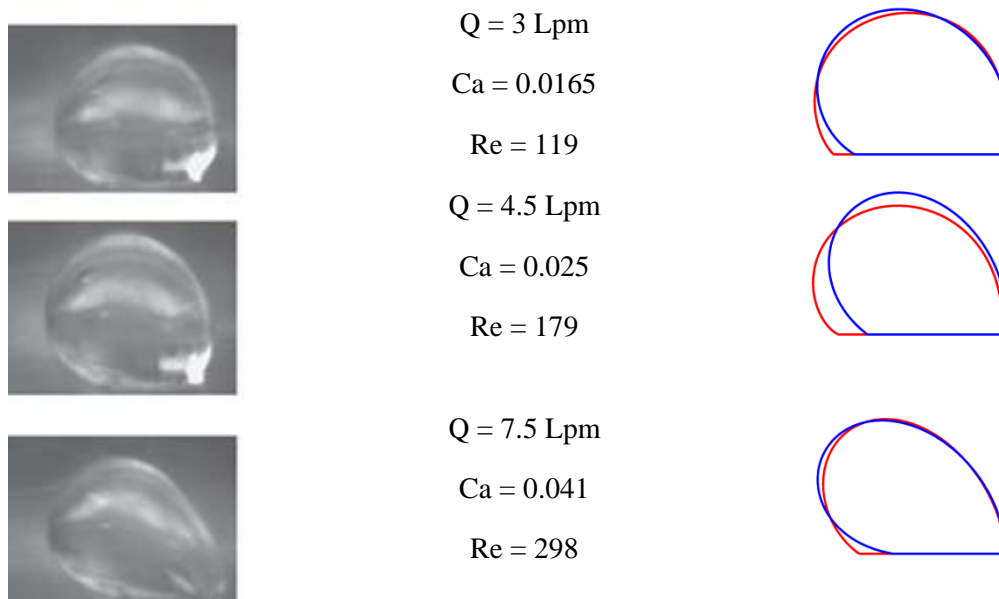 Q = 3 Lpm
Ca = 0.0165
Re = 119
Q = 4.5 Lpm
Ca = 0.025
Re = 179
Q = 7.5 Lpm
Ca = 0.041
Re = 298